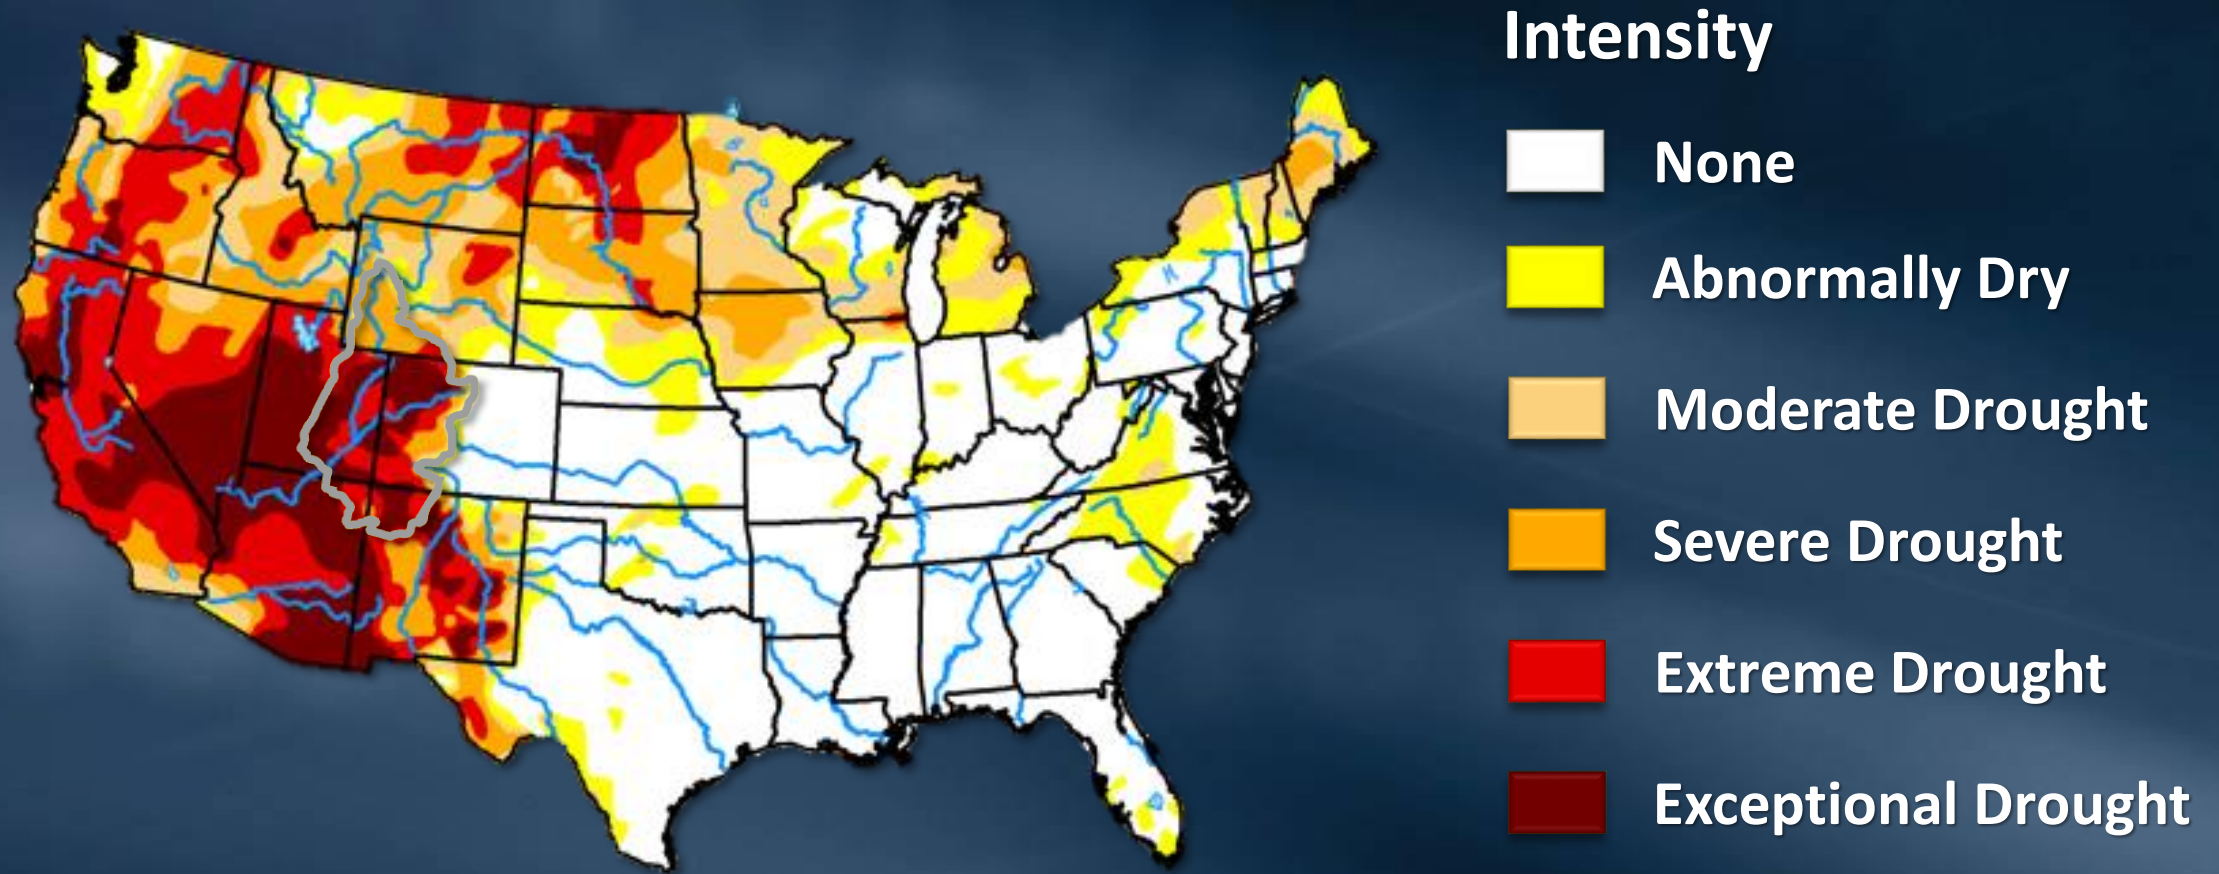 Intensity
None
Abnormally Dry
Moderate Drought
Severe Drought
Extreme Drought
Exceptional Drought